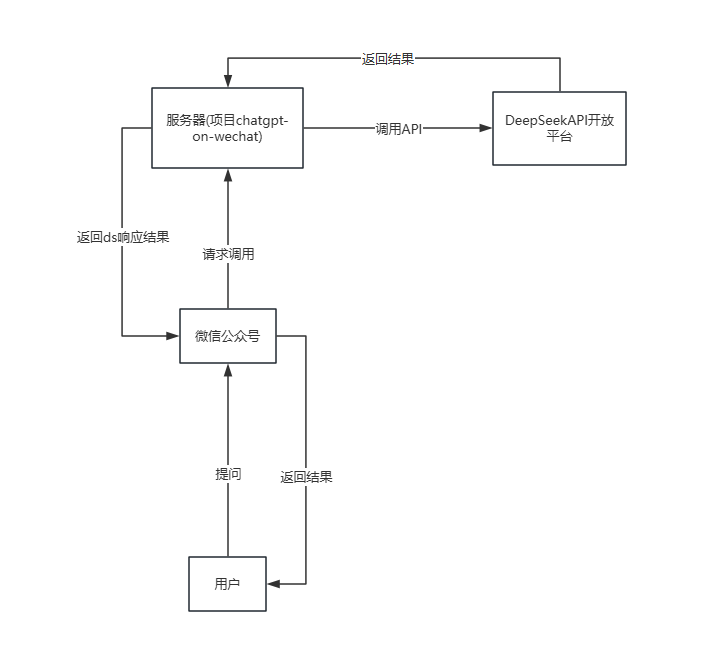 返回结果
服务器(项目chatgpt-
on-wechat)
调用API
DeepSeekAPI开放
平台
返回ds响应结果
请求调用
微信公众号
提问
返回结果
用户